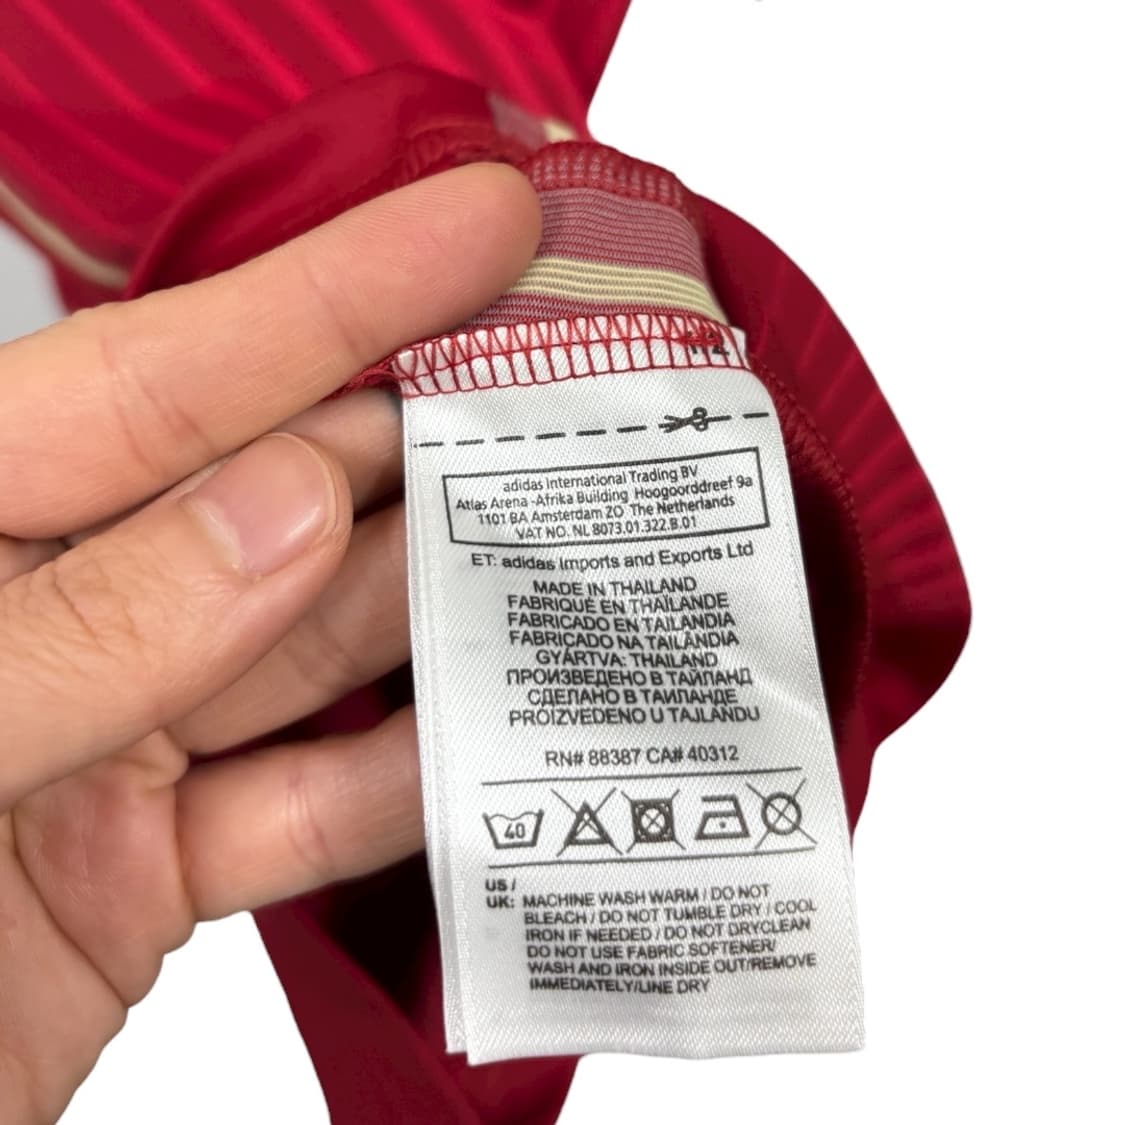 adidas International Trading BV
Atlas Arena -Afrika Building Hoogoorddreef 9a
1101 BA Amsterdam ZO The Netherlands
VAT NO. NL 8073.01.322.B.01
ET: adidas Imports and Exports Ltd
MADE IN THAILAND
FABRIQUÉ EN THAÏLANDE
FABRICADO EN TAILANDIA
FABRICADO NA TAILÂNDIA
GYÁRTVA: THAILAND
ПРОИЗВЕДЕНО В ТАЙЛАНД
СДЕЛАНО В ТАИЛАНДЕ
PROIZVEDENO U TAJLANDU
RN# 88387 CA# 40312
40
US /
UK: MACHINE WASH WARM / DO NOT
BLEACH / DO NOT TUMBLE DRY / COOL
IRON IF NEEDED / DO NOT DRYCLEAN
DO NOT USE FABRIC SOFTENER/
WASH AND IRON INSIDE OUT/REMOVE
IMMEDIATELY/LINE DRY